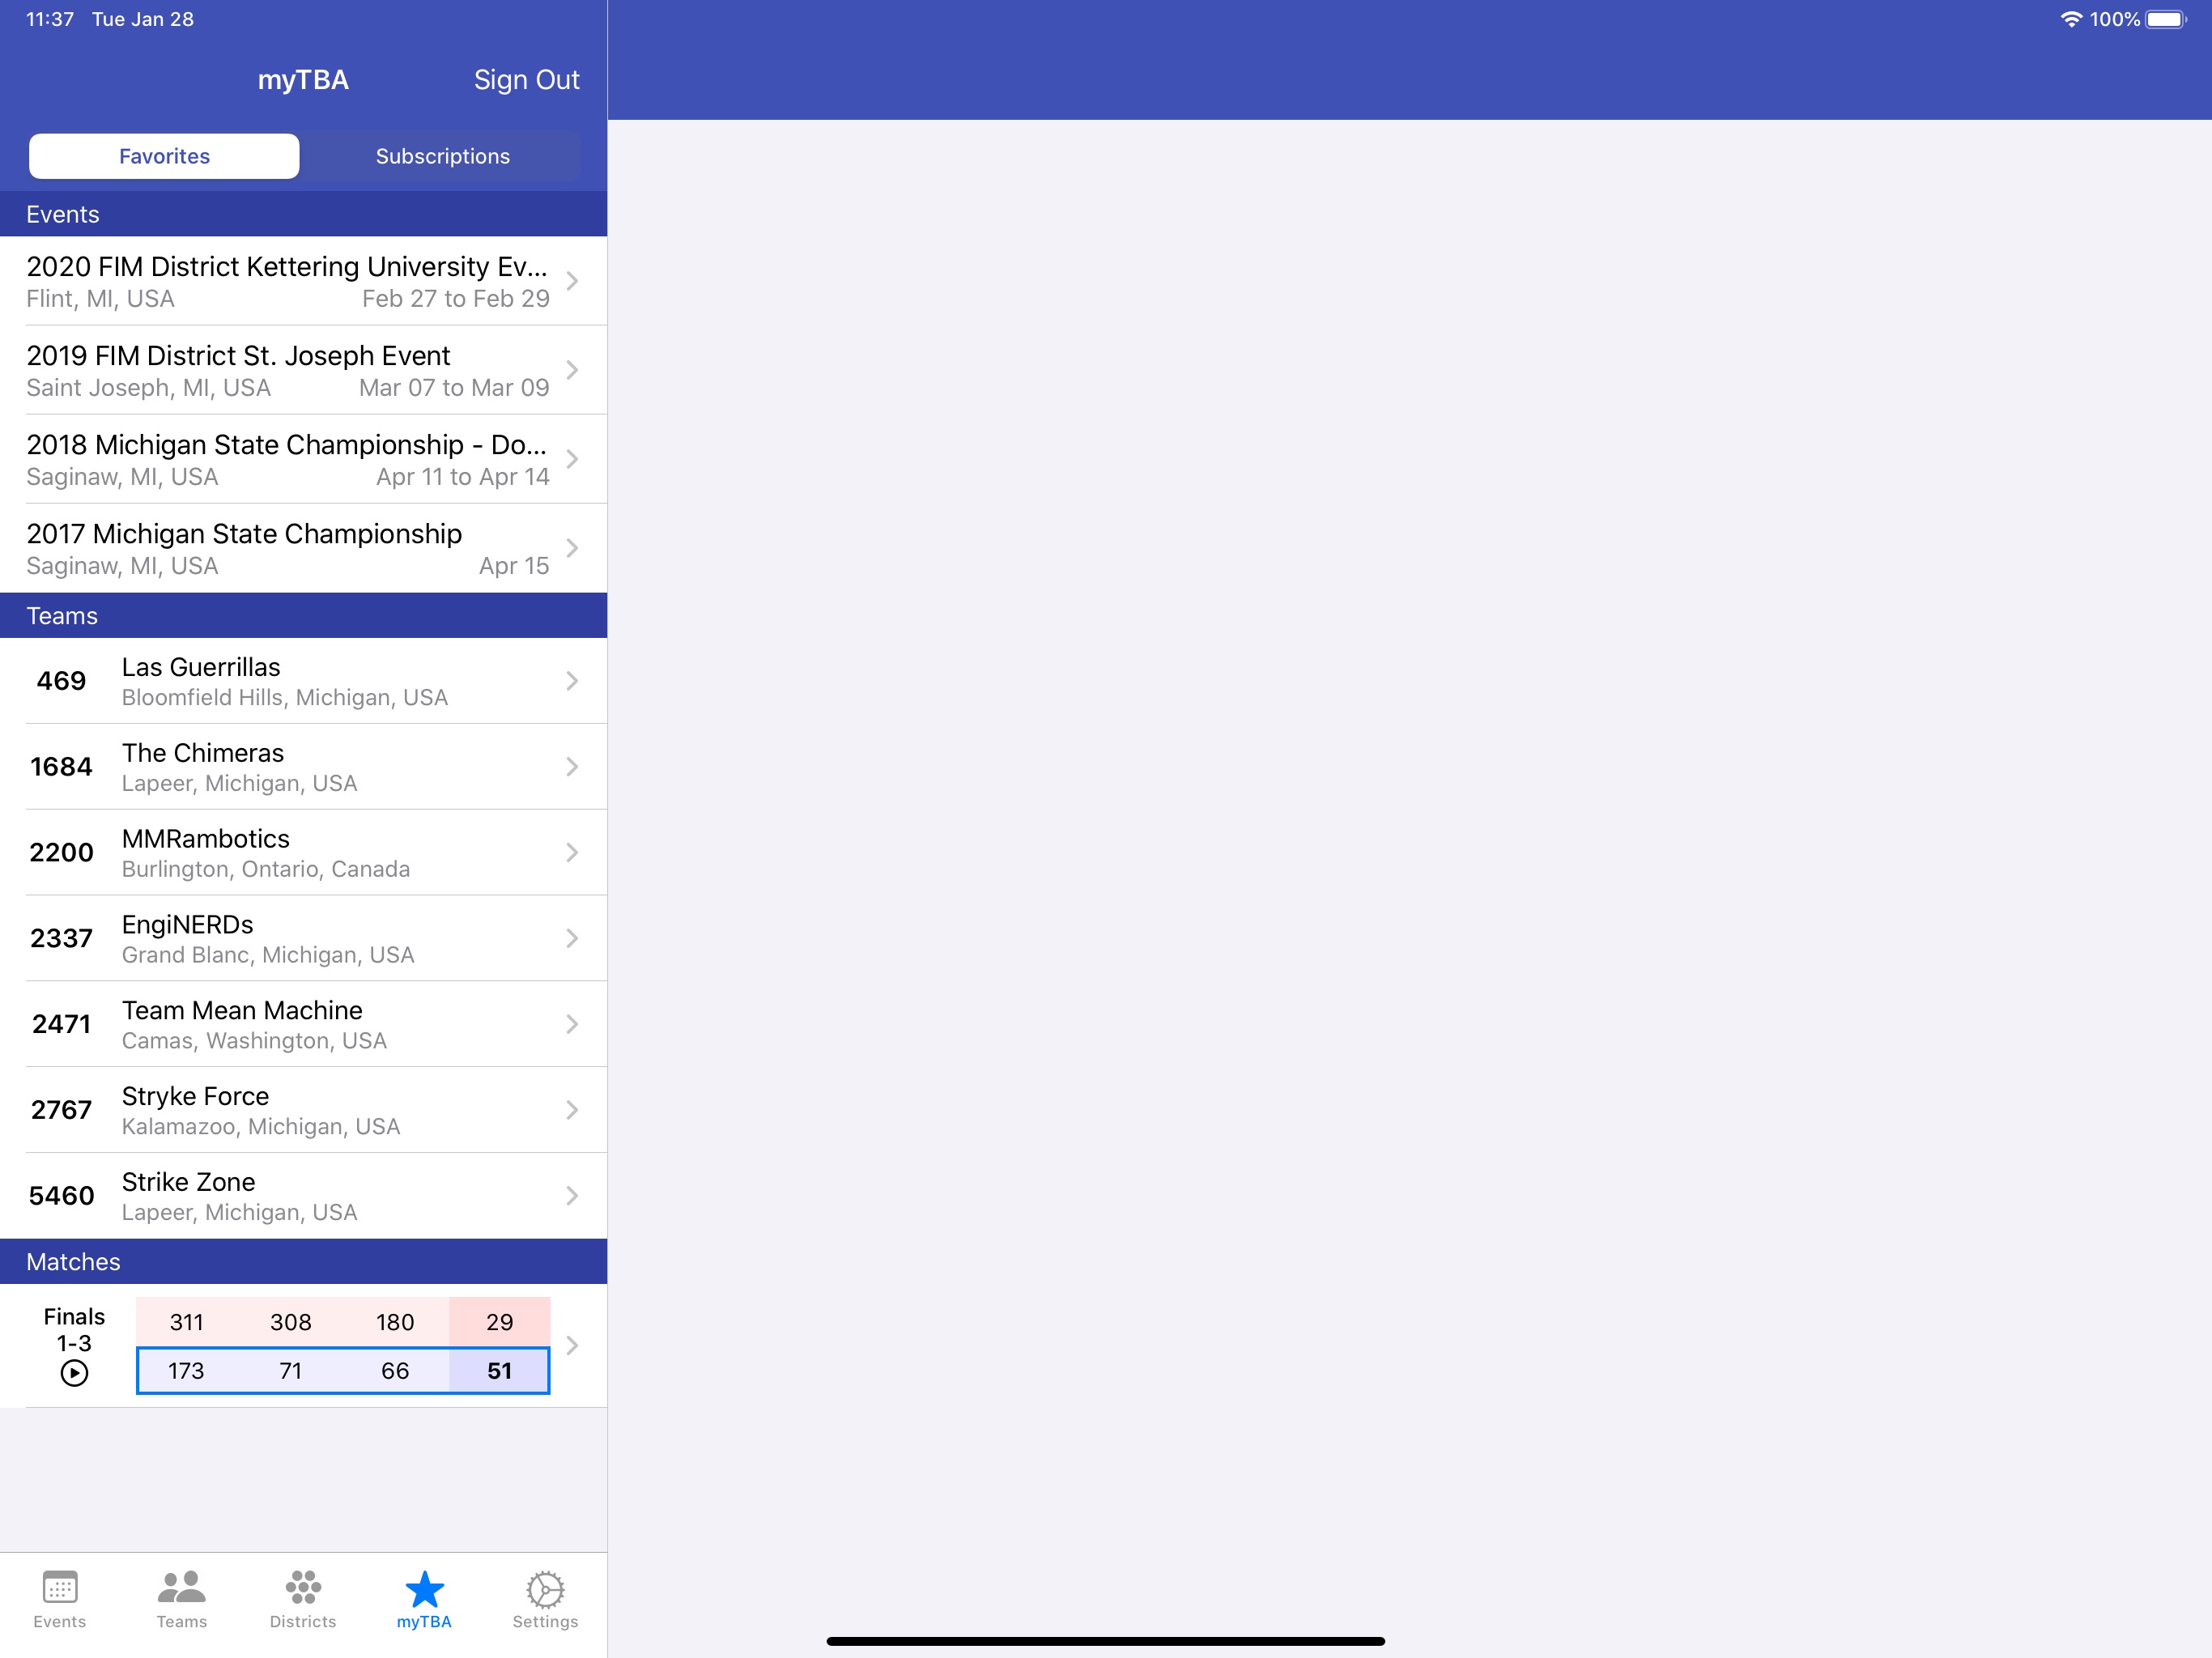 11:37 Tue Jan 28
100%
myTBA
Sign Out
Favorites
Subscriptions
Events
2020 FIM District Kettering University Ev...
Flint, MI, USA
Feb 27 to Feb 29
2019 FIM District St. Joseph Event
Saint Joseph, MI, USA
Mar 07 to Mar 09
2018 Michigan State Championship - Do...
Saginaw, MI, USA
Apr 11 to Apr 14
2017 Michigan State Championship
Saginaw, MI, USA
Apr 15
Teams
469
Las Guerrillas
Bloomfield Hills, Michigan, USA
1684
The Chimeras
Lapeer, Michigan, USA
2200
MMRambotics
Burlington, Ontario, Canada
2337
EngiNERDs
Grand Blanc, Michigan, USA
2471
Team Mean Machine
Camas, Washington, USA
2767
Stryke Force
Kalamazoo, Michigan, USA
5460
Strike Zone
Lapeer, Michigan, USA
Matches
Finals
1-3
311 308 180 29
173 71 66 51
Events
Teams
Districts
myTBA
Settings